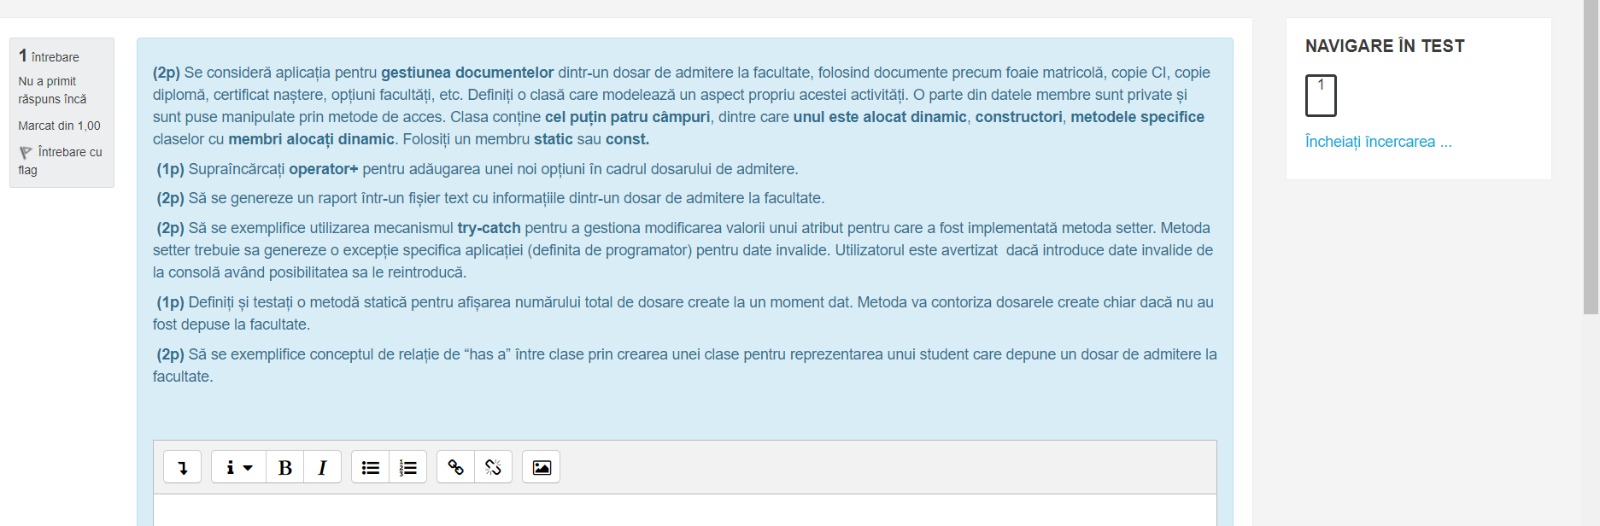 1 întrebare
Nu a primit
răspuns încă
Marcat din 1,00
Întrebare cu
flag
(2p) Se consideră aplicația pentru gestiunea documentelor dintr-un dosar de admitere la facultate, folosind documente precum foaie matricolă, copie CI, copie
diplomă, certificat naștere, opțiuni facultăți, etc. Definiți o clasă care modelează un aspect propriu acestei activități. O parte din datele membre sunt private și
sunt puse manipulate prin metode de acces. Clasa conține cel puțin patru câmpuri, dintre care unul este alocat dinamic, constructori, metodele specifice
claselor cu membri alocați dinamic. Folosiți un membru static sau const.
(1p) Supraîncărcați operator+ pentru adăugarea unei noi opțiuni în cadrul dosarului de admitere.
(2p) Să se genereze un raport într-un fișier text cu informațiile dintr-un dosar de admitere la facultate.
(2p) Să se exemplifice utilizarea mecanismul try-catch pentru a gestiona modificarea valorii unui atribut pentru care a fost implementată metoda setter. Metoda
setter trebuie sa genereze o excepție specifica aplicației (definita de programator) pentru date invalide. Utilizatorul este avertizat dacă introduce date invalide de
la consolă având posibilitatea sa le reintroducă.
(1p) Definiți și testați o metodă statică pentru afișarea numărului total de dosare create la un moment dat. Metoda va contoriza dosarele create chiar dacă nu au
fost depuse la facultate.
(2p) Să se exemplifice conceptul de relație de “has a” între clase prin crearea unei clase pentru reprezentarea unui student care depune un dosar de admitere la
facultate.
B I
NAVIGARE ÎN TEST
1
Încheiați încercarea ...